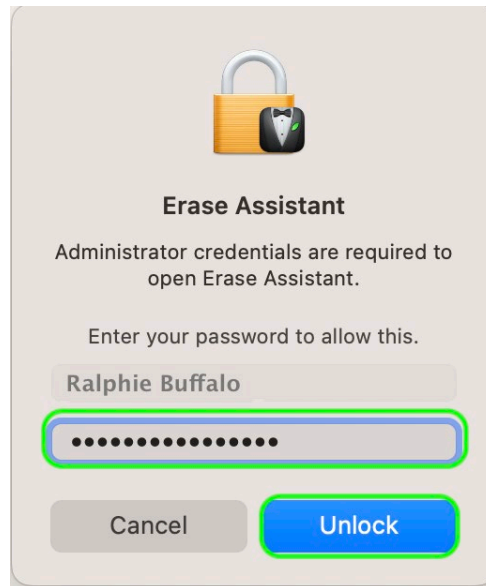 Erase Assistant
Administrator credentials are required to
open Erase Assistant.
Enter your password to allow this.
Ralphie Buffalo
••••••••••••••••
Cancel
Unlock